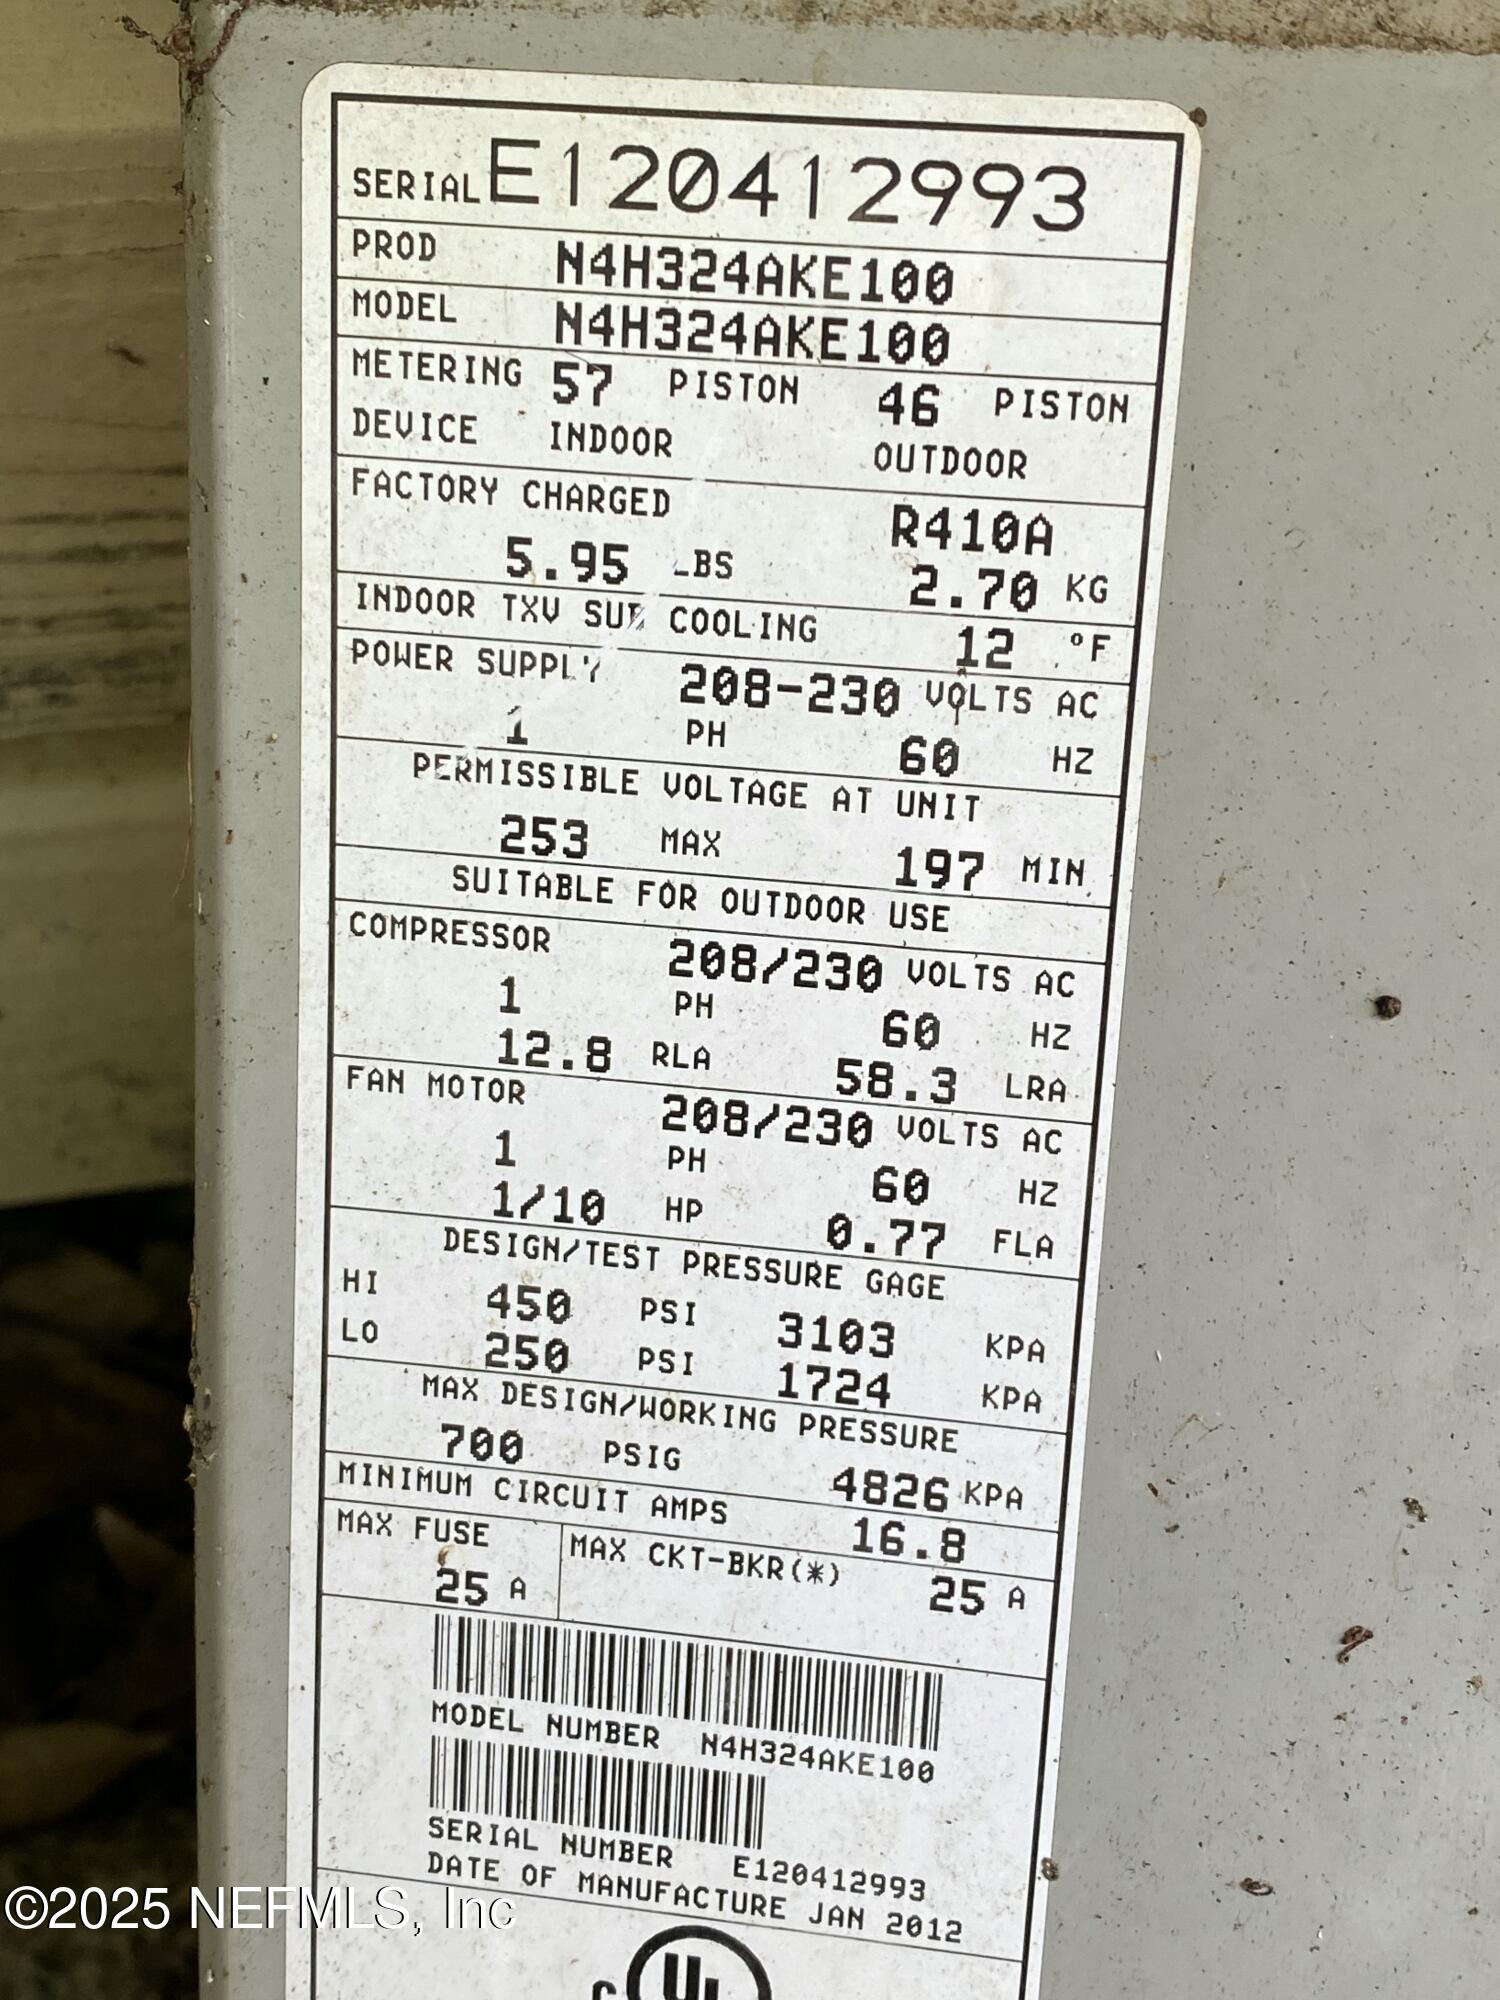 SERIAL E120412993
PROD N4H324AKE100
MODEL N4H324AKE100
METERING 57 PISTON 46 PISTON
DEVICE INDOOR OUTDOOR
FACTORY CHARGED R410A
5.95 LBS 2.70 KG
INDOOR TXV SUB COOLING 12 °F
POWER SUPPLY 208-230 VOLTS AC
1 PH 60 HZ
PERMISSIBLE VOLTAGE AT UNIT
253 MAX 197 MIN
SUITABLE FOR OUTDOOR USE
COMPRESSOR 208/230 VOLTS AC
1 PH 60 HZ
12.8 RLA 58.3 LRA
FAN MOTOR 208/230 VOLTS AC
1 PH 60 HZ
1/10 HP 0.77 FLA
DESIGN/TEST PRESSURE GAGE
HI 450 PSI 3103 KPA
LO 250 PSI 1724 KPA
MAX DESIGN/WORKING PRESSURE
700 PSIG 4826 KPA
MINIMUM CIRCUIT AMPS 16.8
MAX FUSE MAX CKT-BKR(*)
25 A 25 A
MODEL NUMBER N4H324AKE100
SERIAL NUMBER E120412993
DATE OF MANUFACTURE JAN 2012
C UL
©2025 NEFMLS, Inc